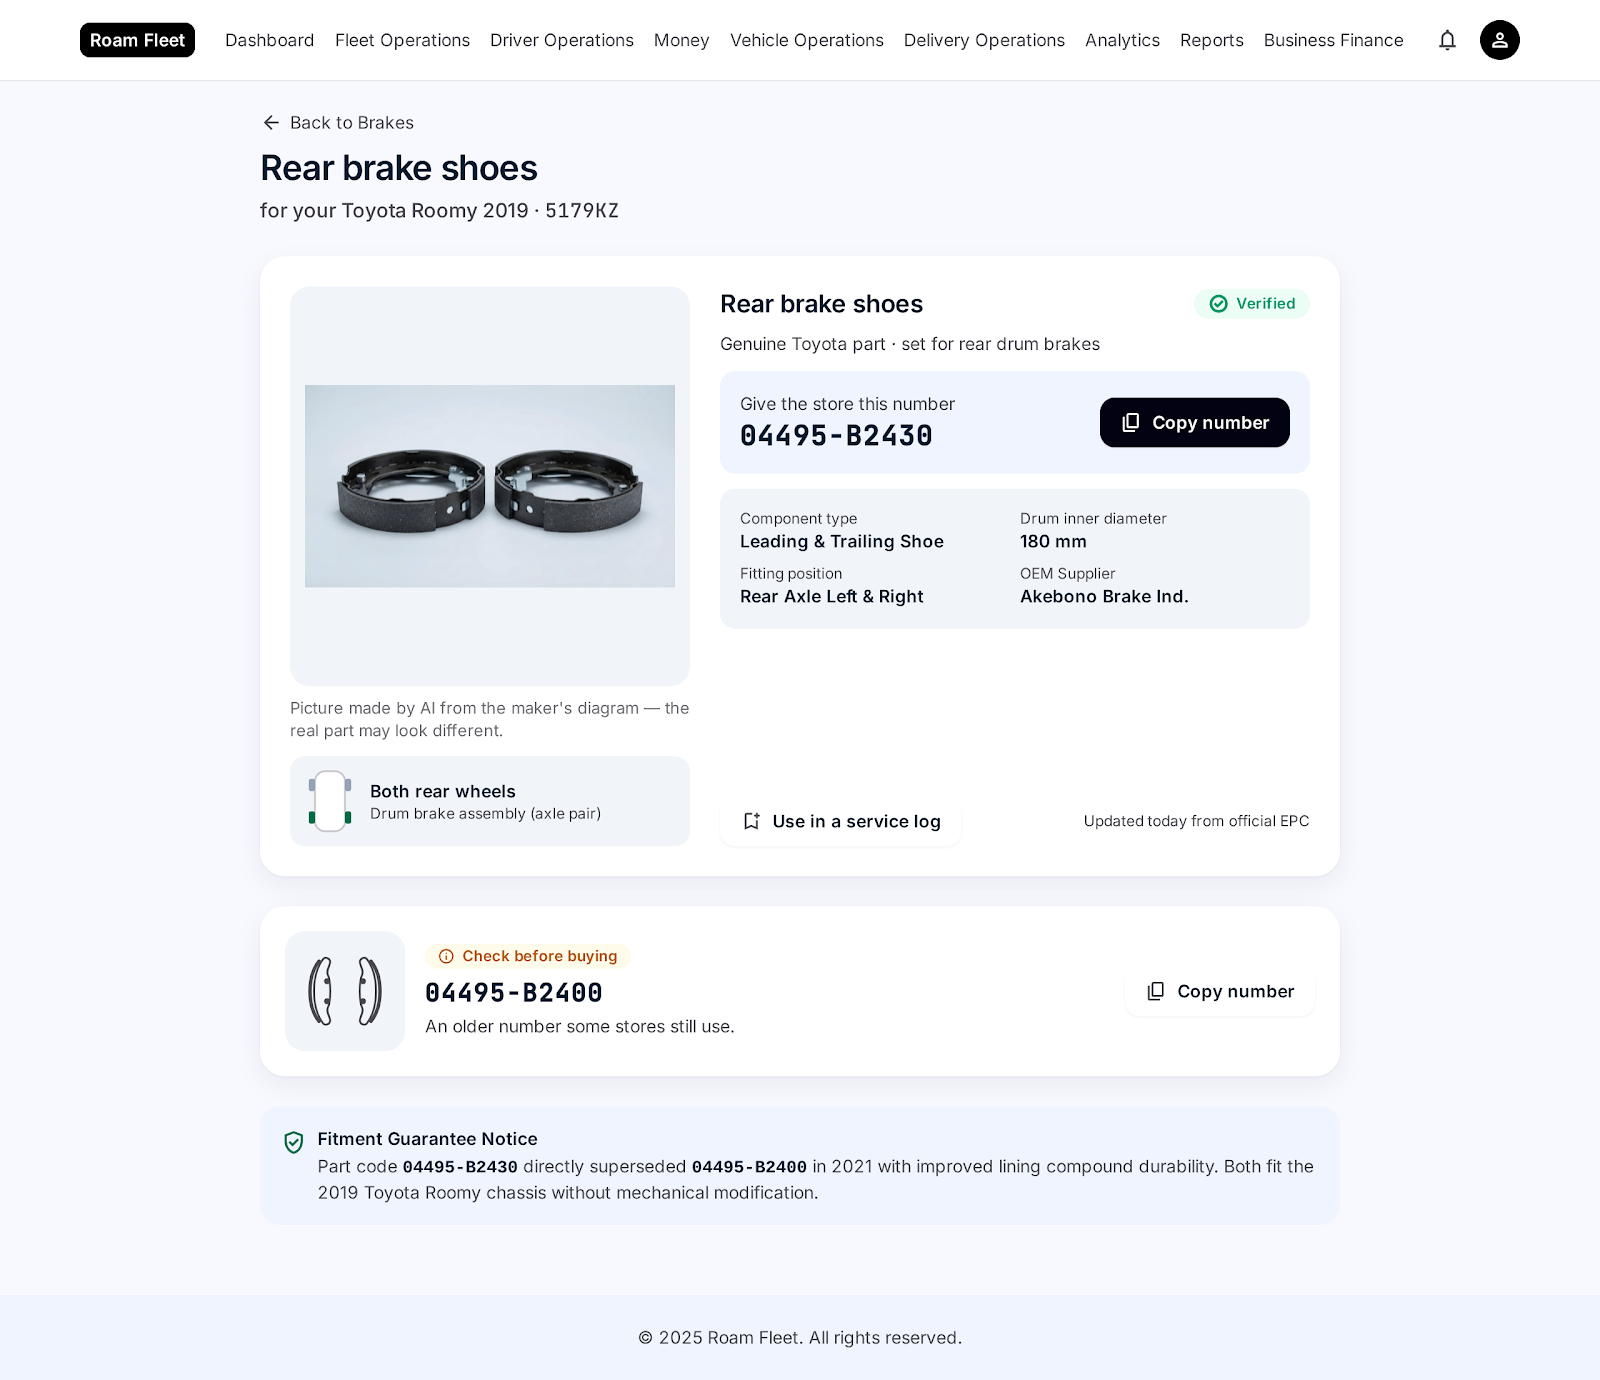 Roam Fleet
Dashboard
Fleet Operations
Driver Operations
Money
Vehicle Operations
Delivery Operations
Analytics
Reports
Business Finance
Back to Brakes
Rear brake shoes
for your Toyota Roomy 2019 · 5179KZ
Picture made by AI from the maker's diagram — the
real part may look different.
Both rear wheels
Drum brake assembly (axle pair)
Rear brake shoes
Verified
Genuine Toyota part · set for rear drum brakes
Give the store this number
04495-B2430
Copy number
Component type
Leading & Trailing Shoe
Drum inner diameter
180 mm
Fitting position
Rear Axle Left & Right
OEM Supplier
Akebono Brake Ind.
Use in a service log
Updated today from official EPC
Check before buying
04495-B2400
An older number some stores still use.
Copy number
Fitment Guarantee Notice
Part code 04495-B2430 directly superseded 04495-B2400 in 2021 with improved lining compound durability. Both fit the
2019 Toyota Roomy chassis without mechanical modification.
© 2025 Roam Fleet. All rights reserved.